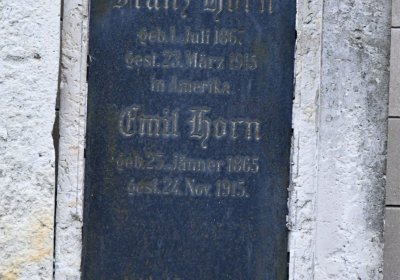 Franz Horn
geb. 1. Juli 1867
gest. 23. März 1915
in Amerika.
Emil Horn
geb. 25. Jänner 1865
gest. 24. Nov. 1915.